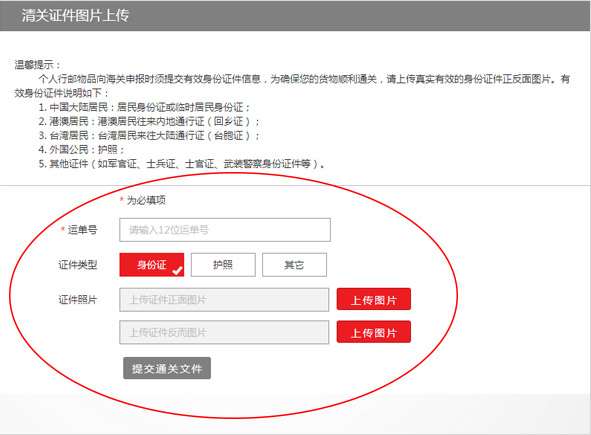 清关证件图片上传
温馨提示：
个人行邮物品向海关申报时须提交有效身份证件信息，为确保您的货物顺利通关，请上传真实有效的身份证件正反面图片。有
效身份证件说明如下：
1. 中国大陆居民：居民身份证或临时居民身份证；
2. 港澳居民：港澳居民往来内地通行证（回乡证）；
3. 台湾居民：台湾居民来往大陆通行证（台胞证）；
4. 外国公民：护照；
5. 其他证件（如军官证、士兵证、士官证、武装警察身份证件等）。
* 为必填项
* 运单号 请输入12位运单号
证件类型 身份证 护照 其它
证件照片 上传证件正面图片 上传图片
上传证件反面图片 上传图片
提交通关文件